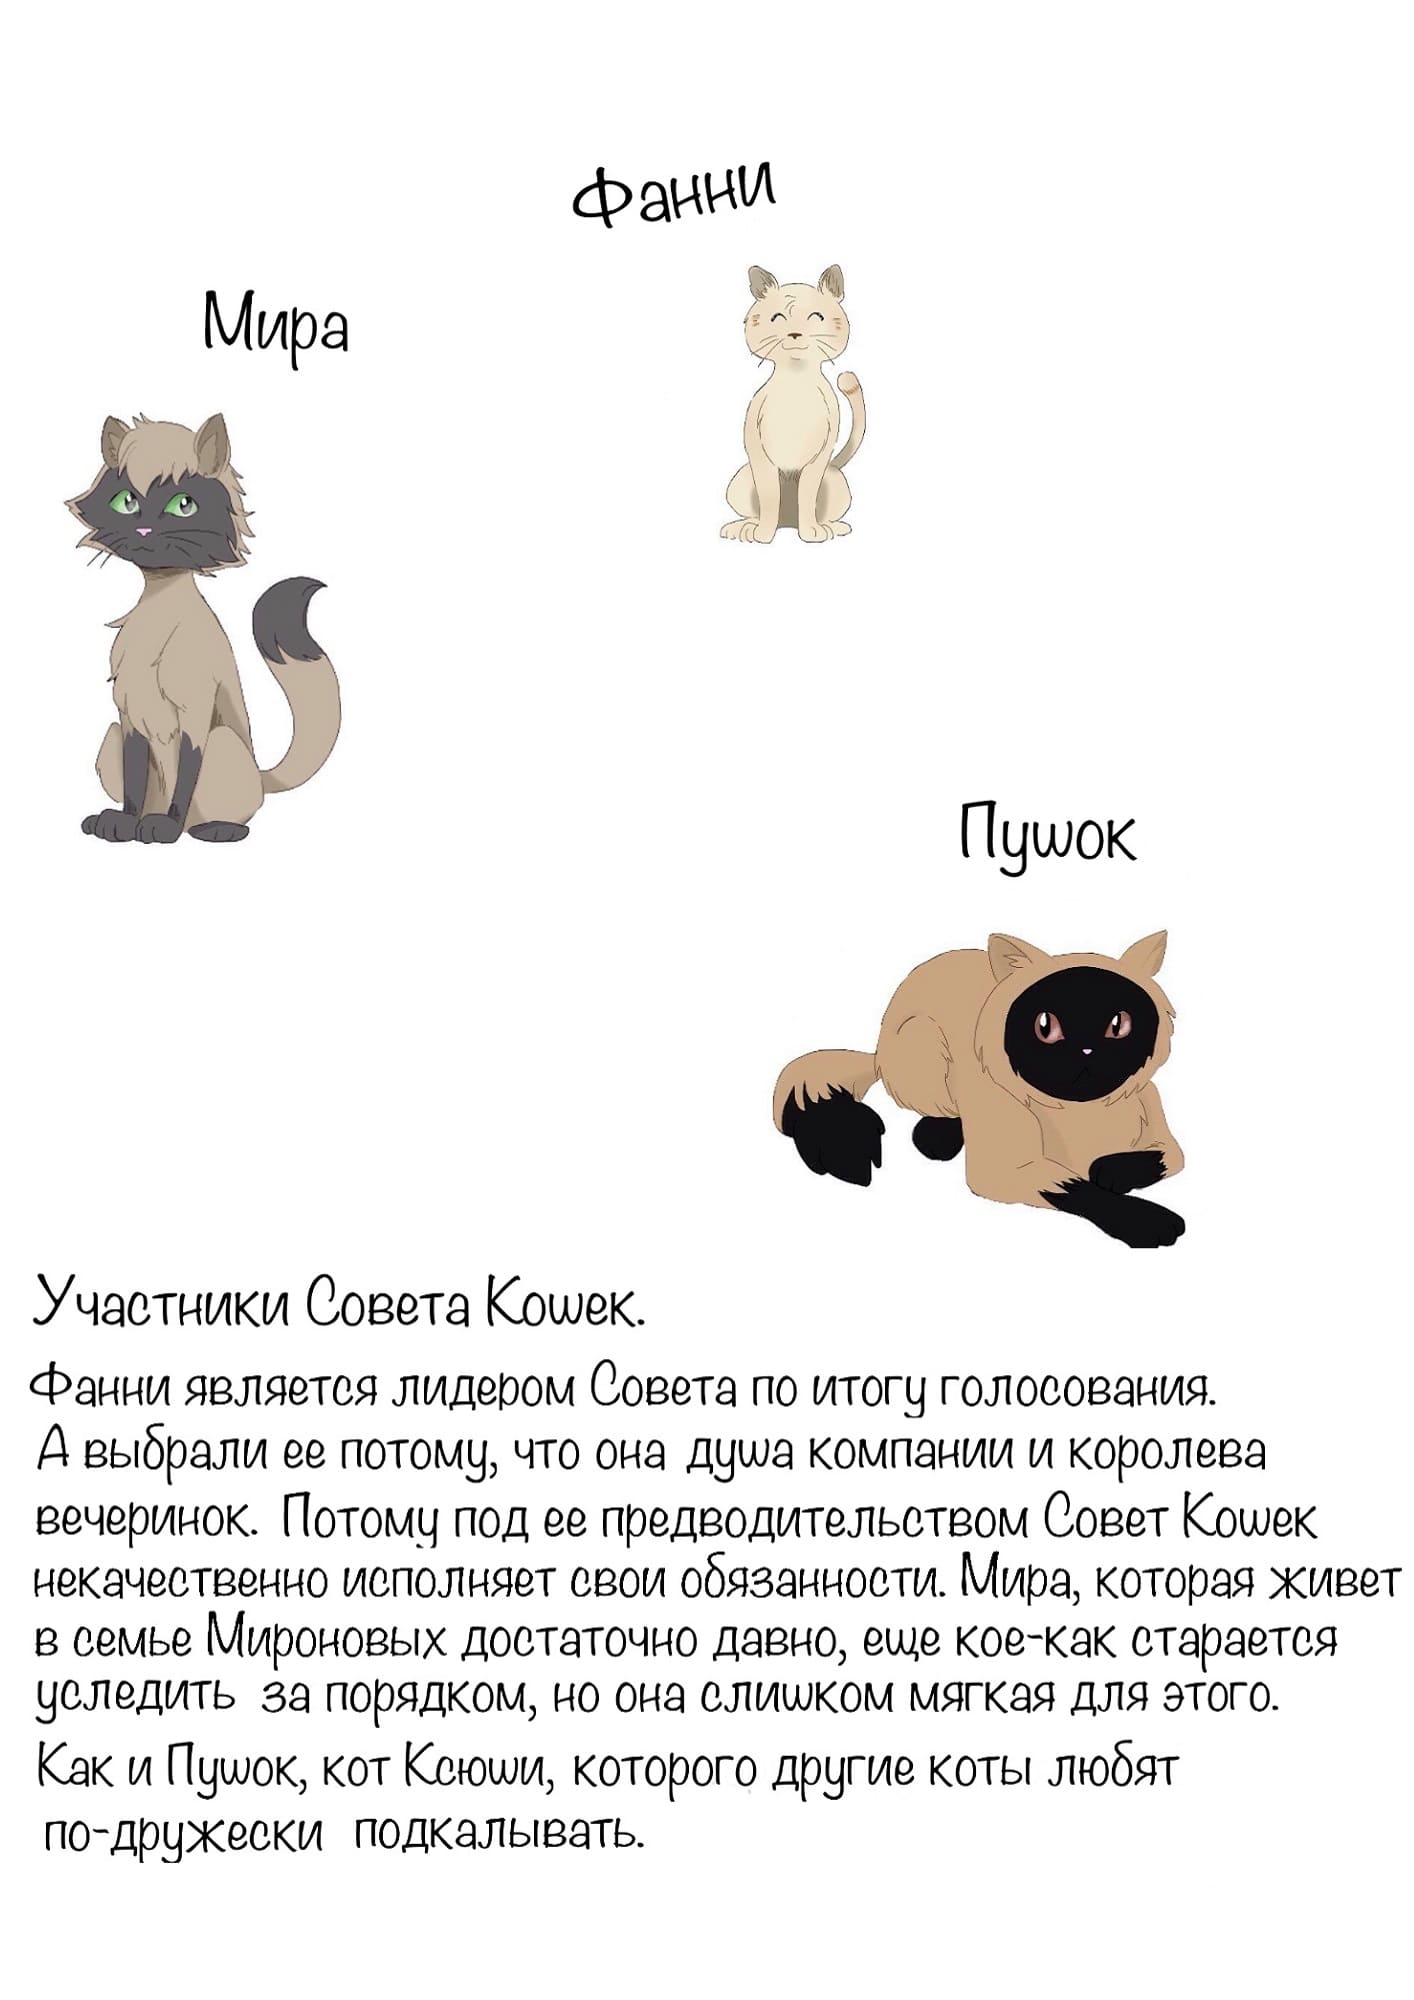 Фанни
Мира
Пушок
Участники Совета Кошек.
Фанни является лидером Совета по итогу голосования.
А выбрали ее потому, что она душа компании и королева
вечеринок. Потому под ее предводительством Совет Кошек
некачественно исполняет свои обязанности. Мира, которая живет
в семье Мироновых достаточно давно, еще кое-как старается
уследить за порядком, но она слишком мягкая для этого.
Как и Пушок, кот Ксюши, которого другие коты любят
по-дружески подкалывать.